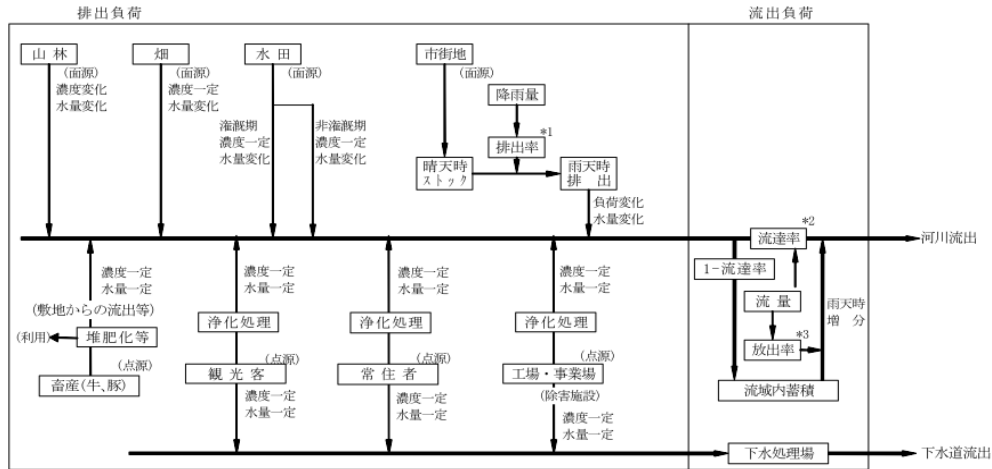 排出負荷
流出負荷
山 林
畑
水 田
市街地
(面源)
濃度変化
水量変化
(面源)
濃度一定
水量変化
(面源)
(面源)
降雨量
灌漑期
濃度一定
水量変化
非灌漑期
濃度一定
水量変化
*1
排出率
晴天時
ストック
雨天時
排 出
負荷変化
水量変化
*2
流達率
河川流出
1-流達率
濃度一定
水量一定
濃度一定
水量一定
濃度一定
水量一定
濃度一定
水量一定
(敷地からの流出等)
流 量
雨天時
増 分
浄化処理
浄化処理
浄化処理
(利用)
堆肥化等
*3
放出率
(点源)
(点源)
(点源)
(点源)
畜産(牛、豚)
観 光 客
常 住 者
工場・事業場
流域内蓄積
(除害施設)
濃度一定
水量一定
濃度一定
水量一定
濃度一定
水量一定
下水処理場
下水道流出